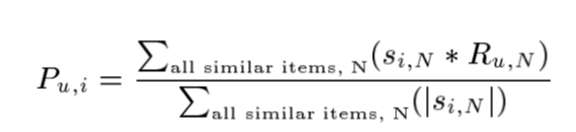 P_{u,i} = \frac{\sum_{\text{all similar items, N}} (s_{i,N} * R_{u,N})}{\sum_{\text{all similar items, N}} (|s_{i,N}|)}